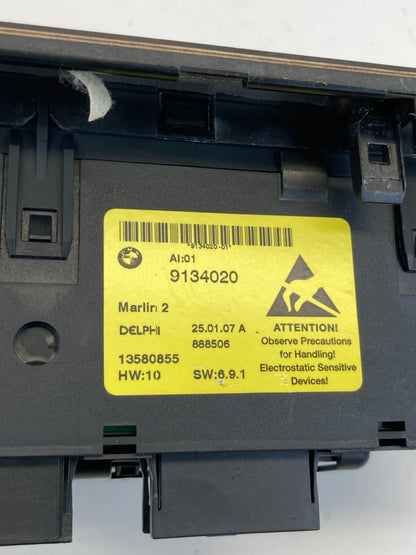 *9134020-01*
AI:01
9134020
Marlin 2
DELPHI 25.01.07 A
888506
13580855
HW:10 SW:6.9.1
ATTENTION!
Observe Precautions
for Handling!
Electrostatic Sensitive
Devices!